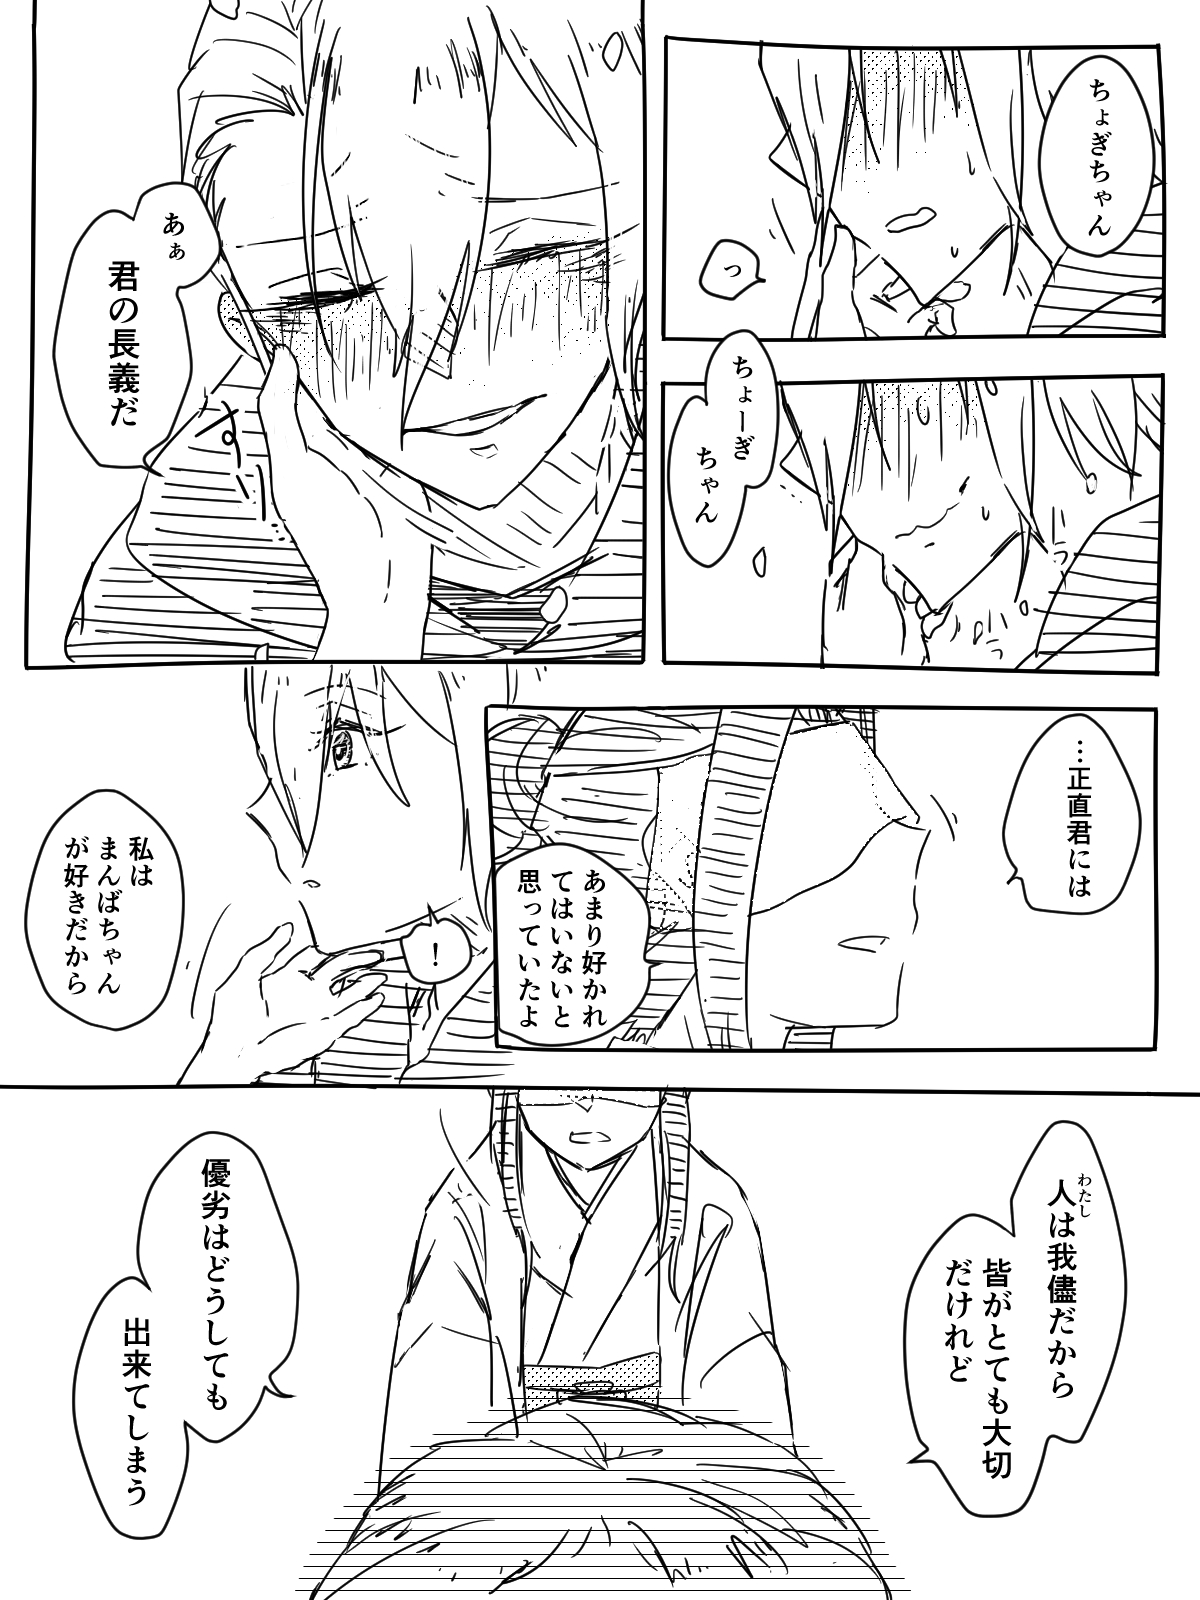 ちょぎちゃん
っ
ちょーぎ
ちゃん
あぁ
君の長義だ
す
…正直君には
あまり好かれ
てはいないと
思っていたよ
！
私は
まんばちゃん
が好きだから
人は我儘だから
わたし
皆がとても大切
だけれど
優劣はどうしても
出来てしまう